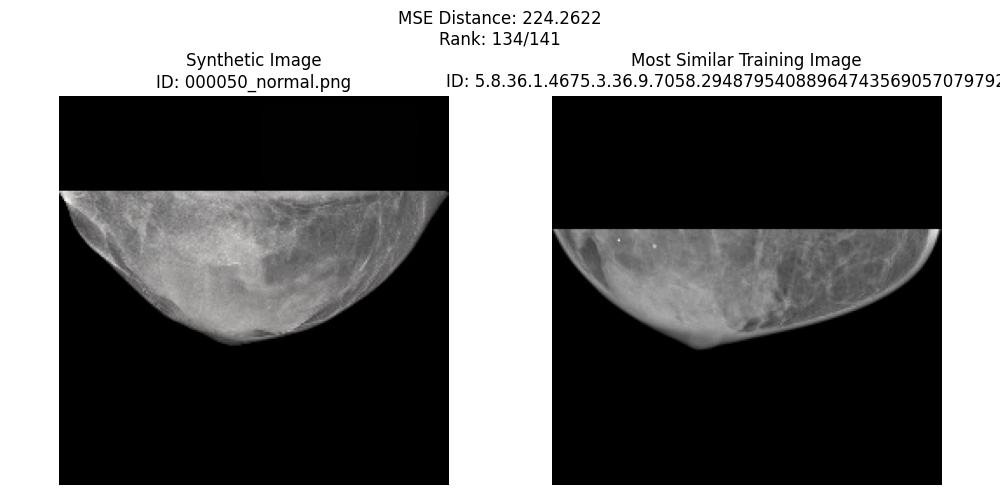 MSE Distance: 224.2622
Rank: 134/141
Synthetic Image
ID: 000050_normal.png
Most Similar Training Image
ID: 5.8.36.1.4675.3.36.9.7058.29487954088964743569057079792